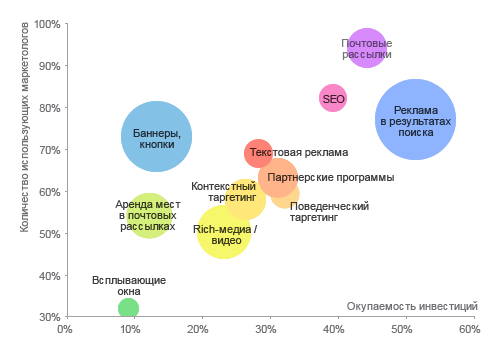 Количество использующих маркетологов
100%
90%
80%
70%
60%
50%
40%
30%
Почтовые
рассылки
SEO
Реклама
в результатах
поиска
Баннеры,
кнопки
Текстовая реклама
Партнерские программы
Контекстный
таргетинг
Поведенческий
таргетинг
Аренда мест
в почтовых
рассылках
Rich-медиа /
видео
Всплывающие
окна
Окупаемость инвестиций
0%
10%
20%
30%
40%
50%
60%